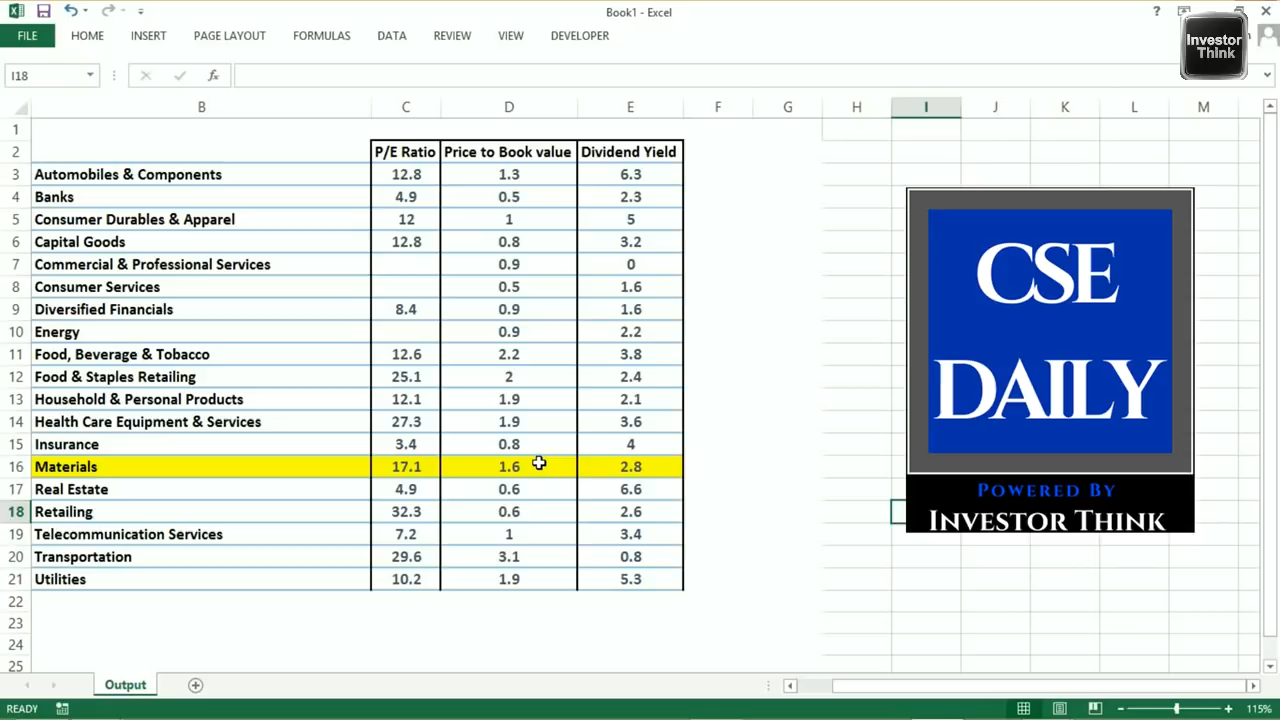 Book1 - Excel
?
FILE HOME INSERT PAGE LAYOUT FORMULAS DATA REVIEW VIEW DEVELOPER
Investor
Think
I18 fx
B C D E F G H I J K L M
1
2 P/E Ratio Price to Book value Dividend Yield
3 Automobiles & Components 12.8 1.3 6.3
4 Banks 4.9 0.5 2.3
5 Consumer Durables & Apparel 12 1 5
6 Capital Goods 12.8 0.8 3.2
7 Commercial & Professional Services 0.9 0
8 Consumer Services 0.5 1.6
9 Diversified Financials 8.4 0.9 1.6
10 Energy 0.9 2.2
11 Food, Beverage & Tobacco 12.6 2.2 3.8
12 Food & Staples Retailing 25.1 2 2.4
13 Household & Personal Products 12.1 1.9 2.1
14 Health Care Equipment & Services 27.3 1.9 3.6
15 Insurance 3.4 0.8 4
16 Materials 17.1 1.6 2.8
17 Real Estate 4.9 0.6 6.6
18 Retailing 32.3 0.6 2.6
19 Telecommunication Services 7.2 1 3.4
20 Transportation 29.6 3.1 0.8
21 Utilities 10.2 1.9 5.3
22
23
24
25
CSE
DAILY
Powered By
Investor Think
Output
READY 115%